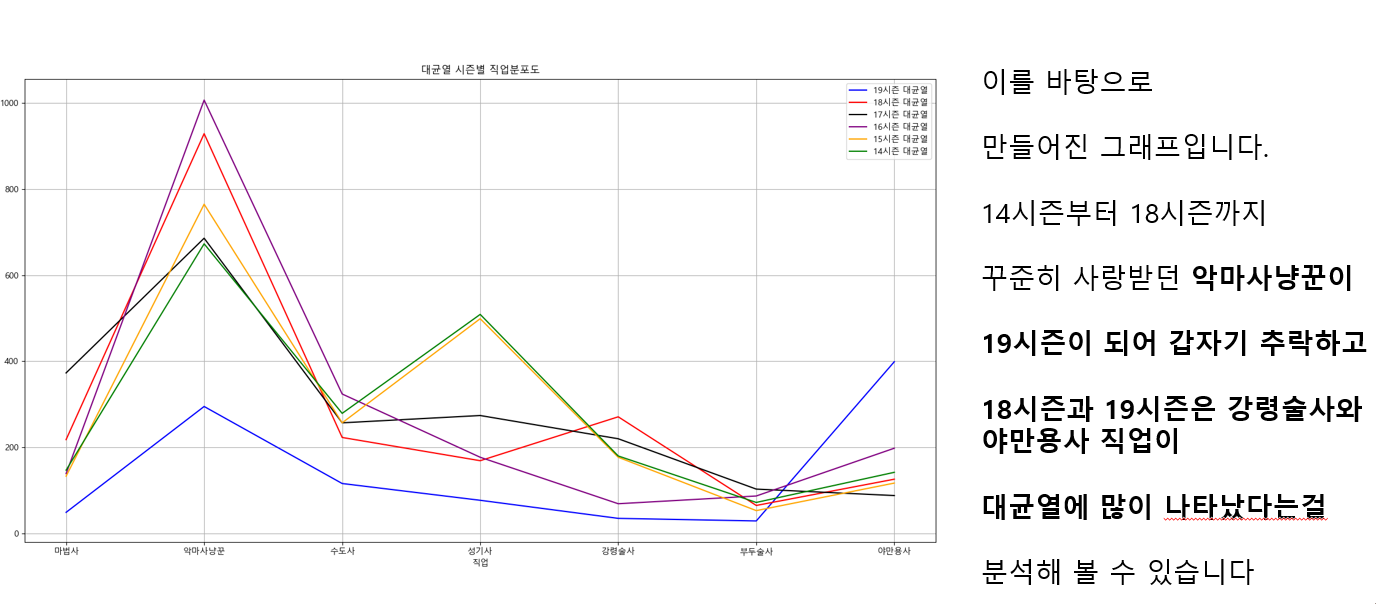 대균열 시즌별 직업분포도
19시즌 대균열
18시즌 대균열
17시즌 대균열
16시즌 대균열
15시즌 대균열
14시즌 대균열
1000
800
600
400
200
0
마법사 악마사냥꾼 수도사 성기사 강령술사 부두술사 야만용사
직업
이를 바탕으로
만들어진 그래프입니다.
14시즌부터 18시즌까지
꾸준히 사랑받던 악마사냥꾼이
19시즌이 되어 갑자기 추락하고
18시즌과 19시즌은 강령술사와
야만용사 직업이
대균열에 많이 나타났다는걸
분석해 볼 수 있습니다